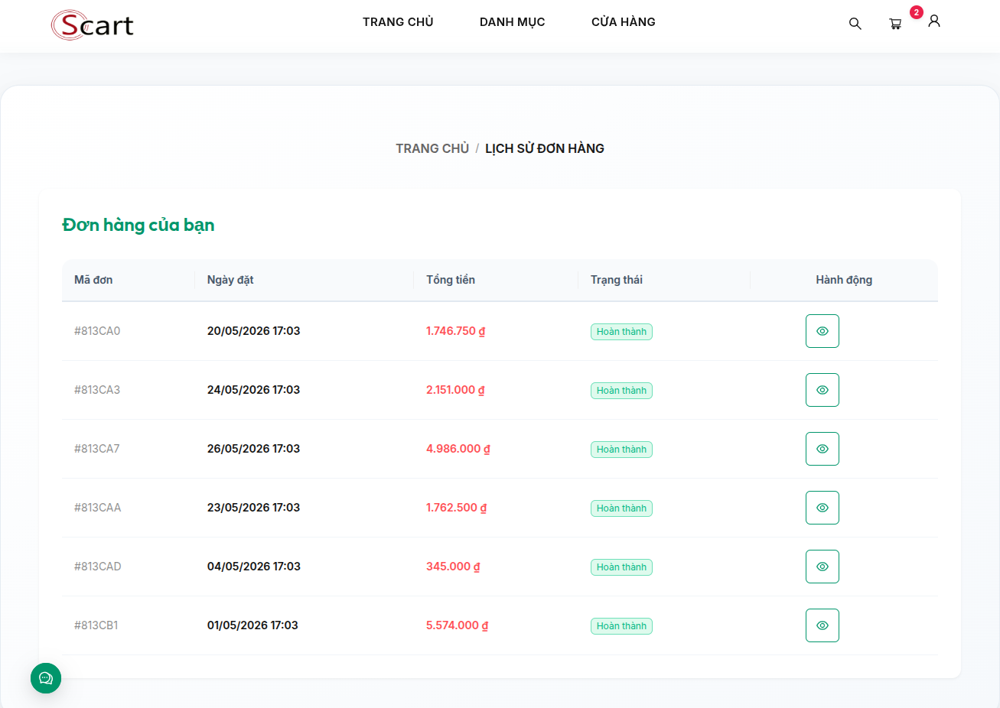 Scart
TRANG CHỦ DANH MỤC CỬA HÀNG 2
TRANG CHỦ / LỊCH SỬ ĐƠN HÀNG
Đơn hàng của bạn
Mã đơn Ngày đặt Tổng tiền Trạng thái Hành động
#813CA0 20/05/2026 17:03 1.746.750 ₫ Hoàn thành
#813CA3 24/05/2026 17:03 2.151.000 ₫ Hoàn thành
#813CA7 26/05/2026 17:03 4.986.000 ₫ Hoàn thành
#813CAA 23/05/2026 17:03 1.762.500 ₫ Hoàn thành
#813CAD 04/05/2026 17:03 345.000 ₫ Hoàn thành
#813CB1 01/05/2026 17:03 5.574.000 ₫ Hoàn thành